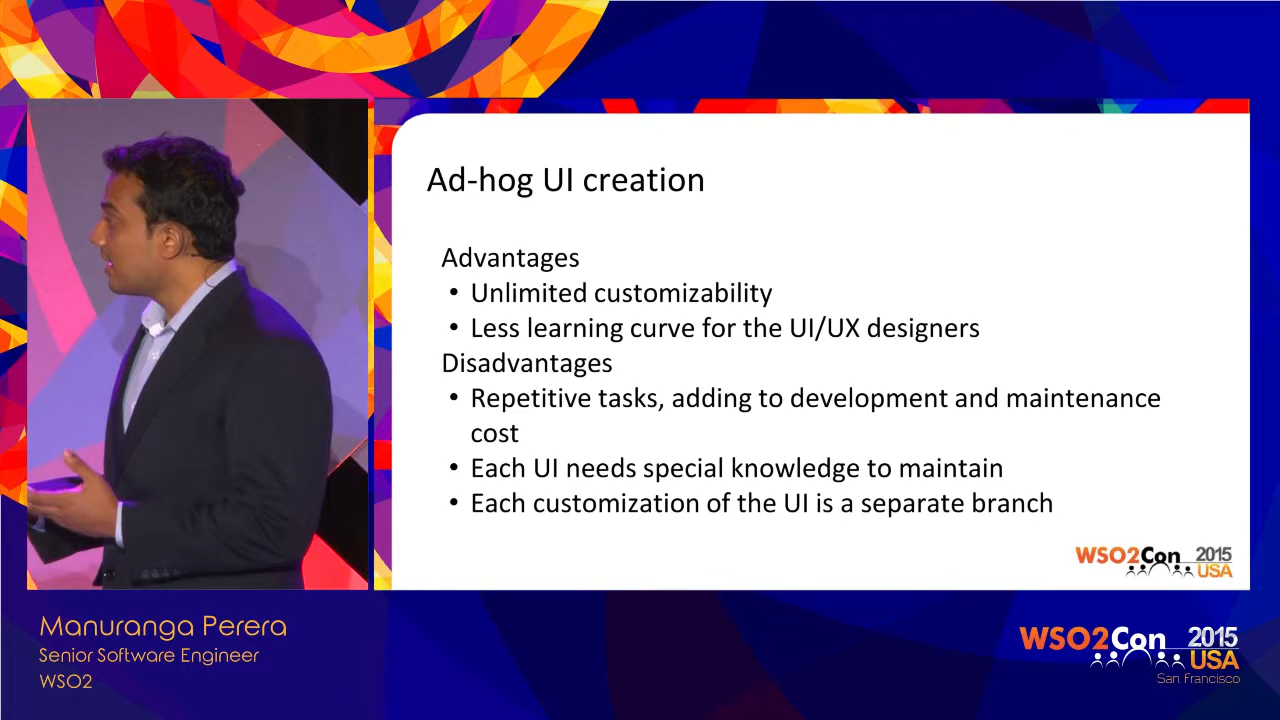 Ad-hog UI creation
Advantages
• Unlimited customizability
• Less learning curve for the UI/UX designers
Disadvantages
• Repetitive tasks, adding to development and maintenance
cost
• Each UI needs special knowledge to maintain
• Each customization of the UI is a separate branch
WSO2Con 2015
USA
Manuranga Perera
Senior Software Engineer
WSO2
WSO2Con 2015
USA
San Francisco